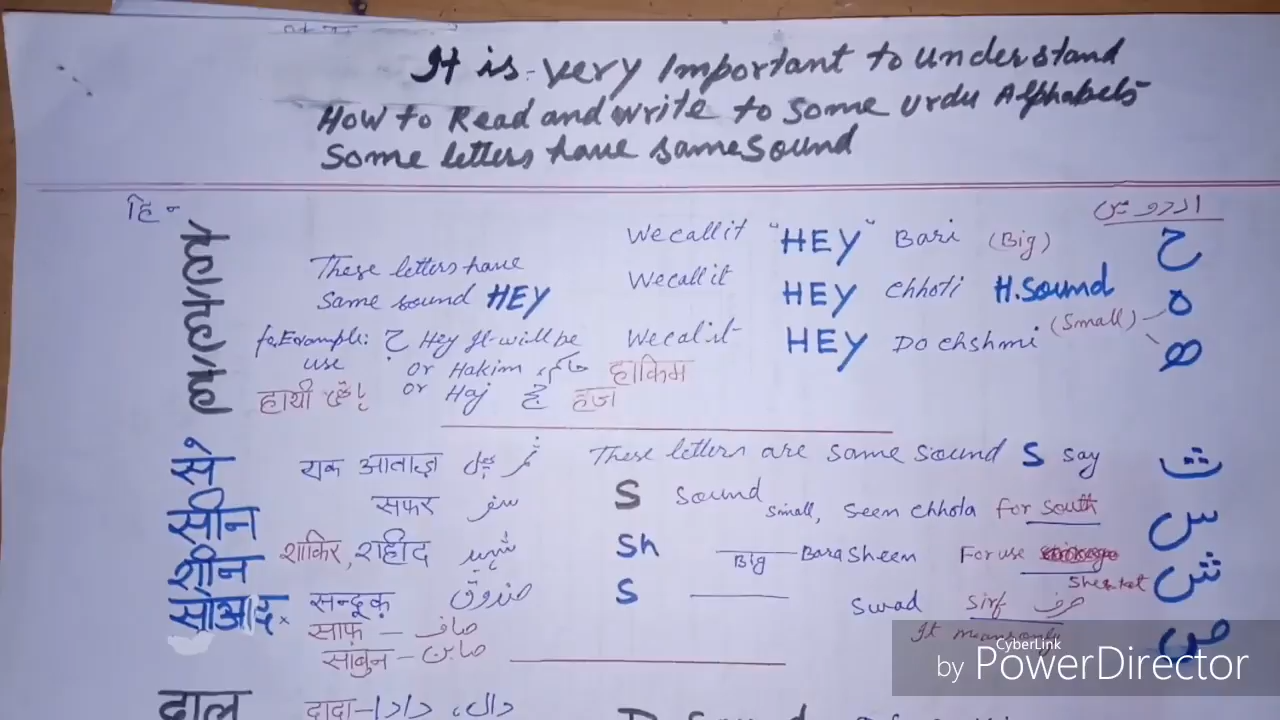 It is very Important to understand
How to Read and write to some urdu Alphabets
Some letters have same sound
हि اردو میں
We call it "HEY" Bari (Big) ح
These letters have
Same sound HEY
We call it HEY chhoti H.Sound ہ
(Small)
for Example: ح Hey It will be We cal it HEY Do chshmi ھ
use or Hakim حاکم हाकिम
हाथी ہاتھی or Haj حج हज
से These letters are same sound S say ث
सीन सफर سفر S Sound Small, Seen chhota For south س
शीन शाकिर, शहीद شہید Sh Big Bara Sheen For use ش
सोआद × सन्दूक़ صندوق S Swad Sirf صرف ص
It means only
साफ़ — صاف
साबुन — صابن
दाल दादा — دادا دال،
CyberLink
by PowerDirector